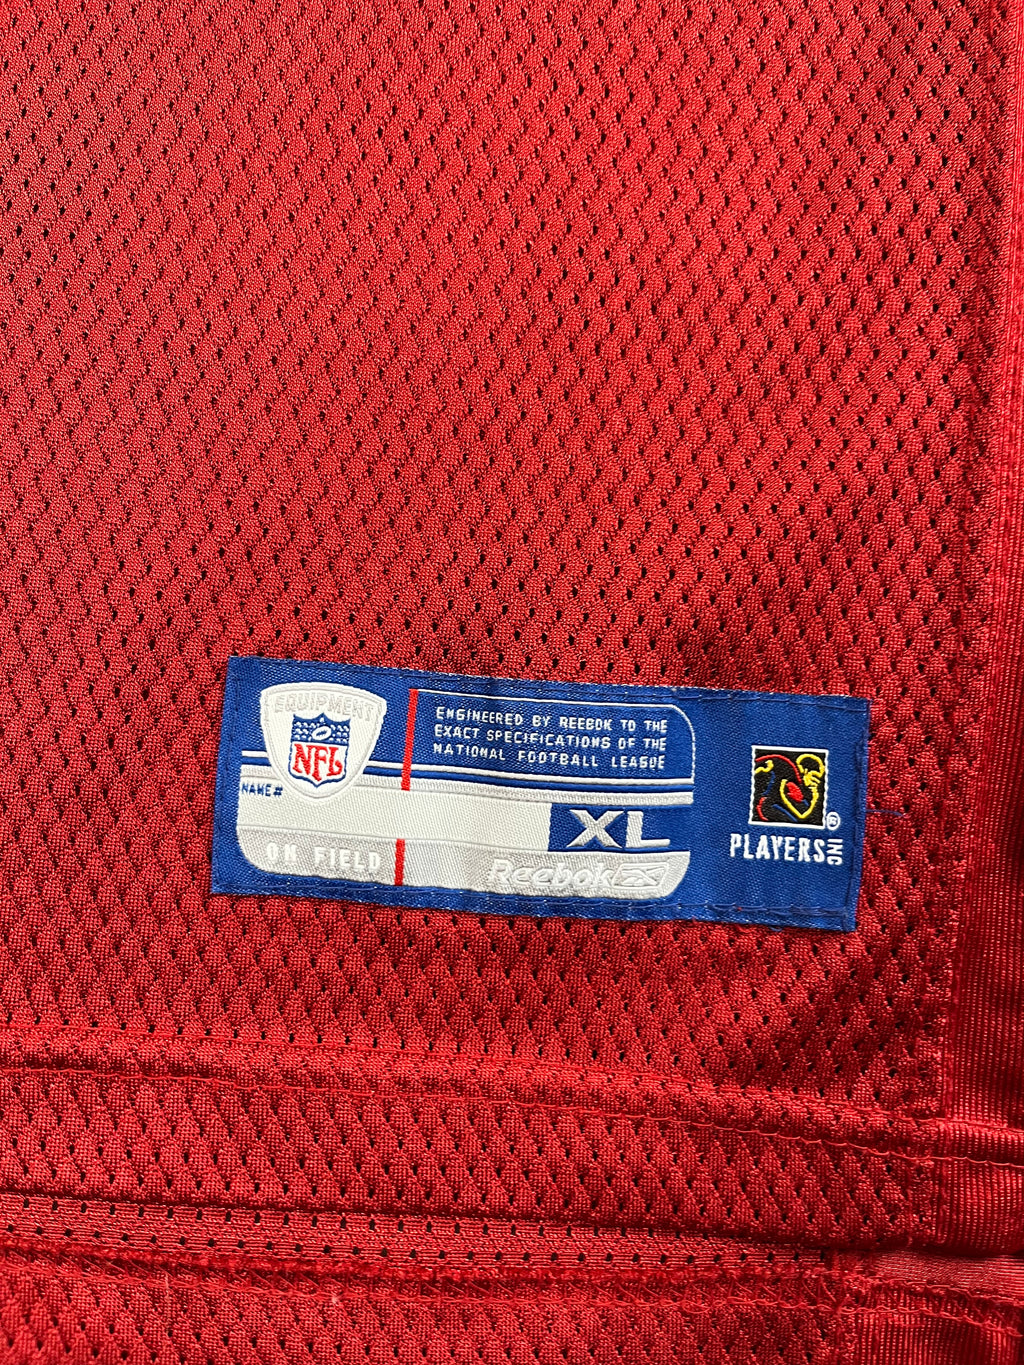 EQUIPMENT
NFL
ENGINEERED BY REEBOK TO THE
EXACT SPECIFICATIONS OF THE
NATIONAL FOOTBALL LEAGUE
NAME#
XL
ON FIELD
Reebok
PLAYERS INC
®